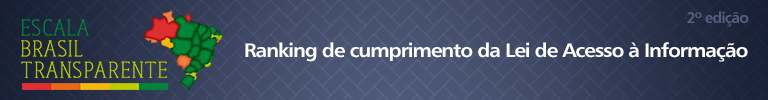 ESCALA
BRASIL
TRANSPARENTE
2º edição
Ranking de cumprimento da Lei de Acesso à Informação